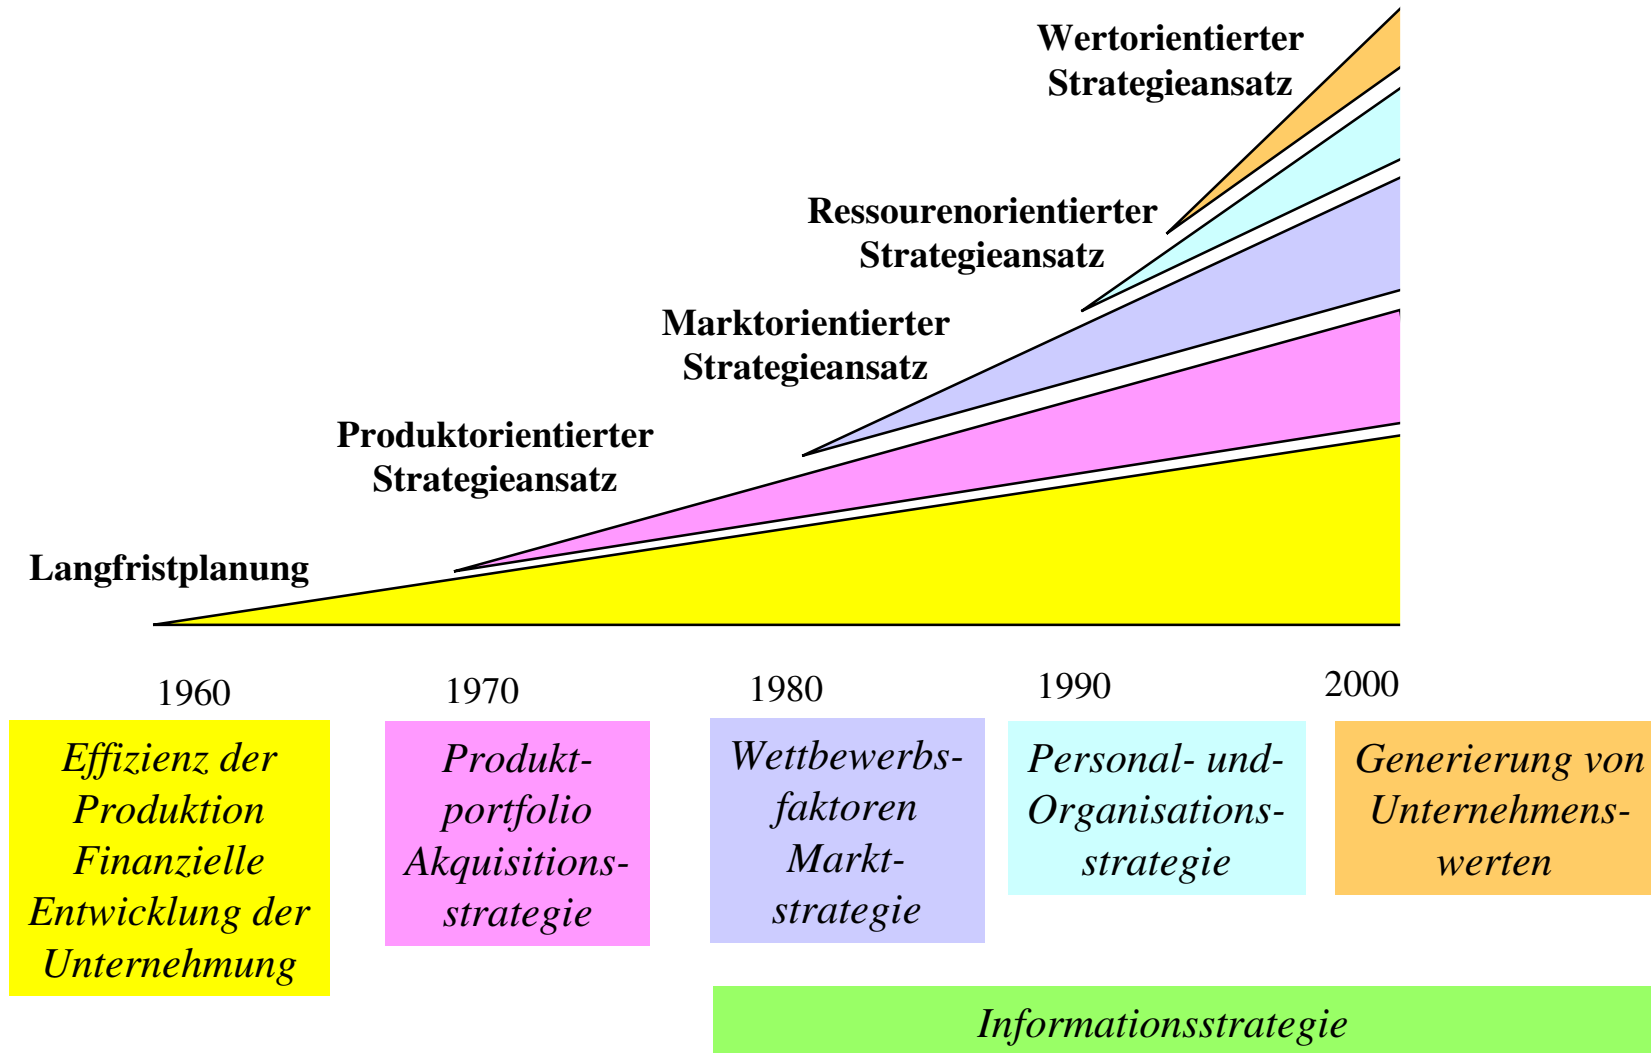 Wertorientierter
Strategieansatz
Ressourenorientierter
Strategieansatz
Marktorientierter
Strategieansatz
Produktorientierter
Strategieansatz
Langfristplanung
1960
1970
1980
1990
2000
Effizienz der
Produktion
Finanzielle
Entwicklung der
Unternehmung
Produkt-
portfolio
Akquisitions-
strategie
Wettbewerbs-
faktoren
Markt-
strategie
Personal- und-
Organisations-
strategie
Generierung von
Unternehmens-
werten
Informationsstrategie